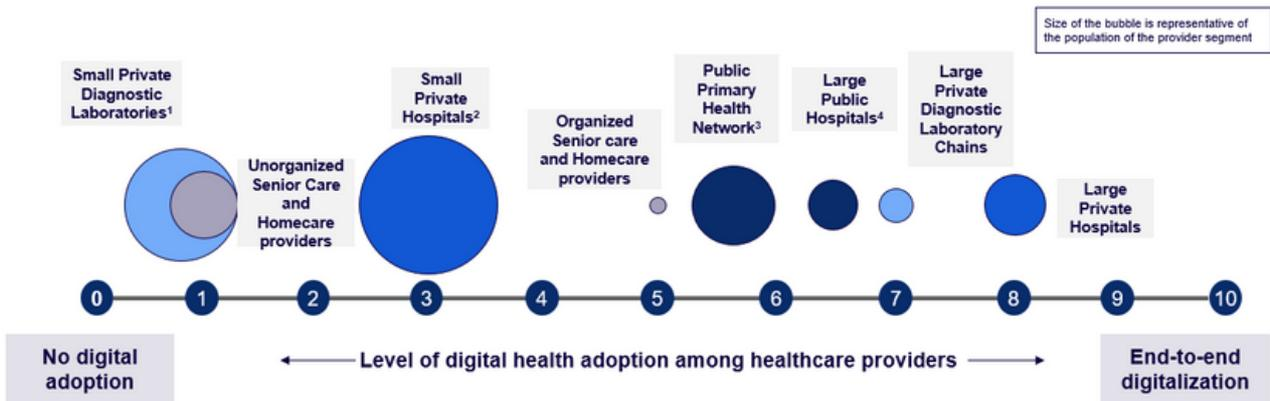 Size of the bubble is representative of
the population of the provider segment
Small Private
Diagnostic
Laboratories¹
Unorganized
Senior Care
and
Homecare
providers
Small
Private
Hospitals²
Organized
Senior care
and Homecare
providers
Public
Primary
Health
Network³
Large
Public
Hospitals⁴
Large
Private
Diagnostic
Laboratory
Chains
Large
Private
Hospitals
0 1 2 3 4 5 6 7 8 9 10
No digital
adoption
Level of digital health adoption among healthcare providers
End-to-end
digitalization